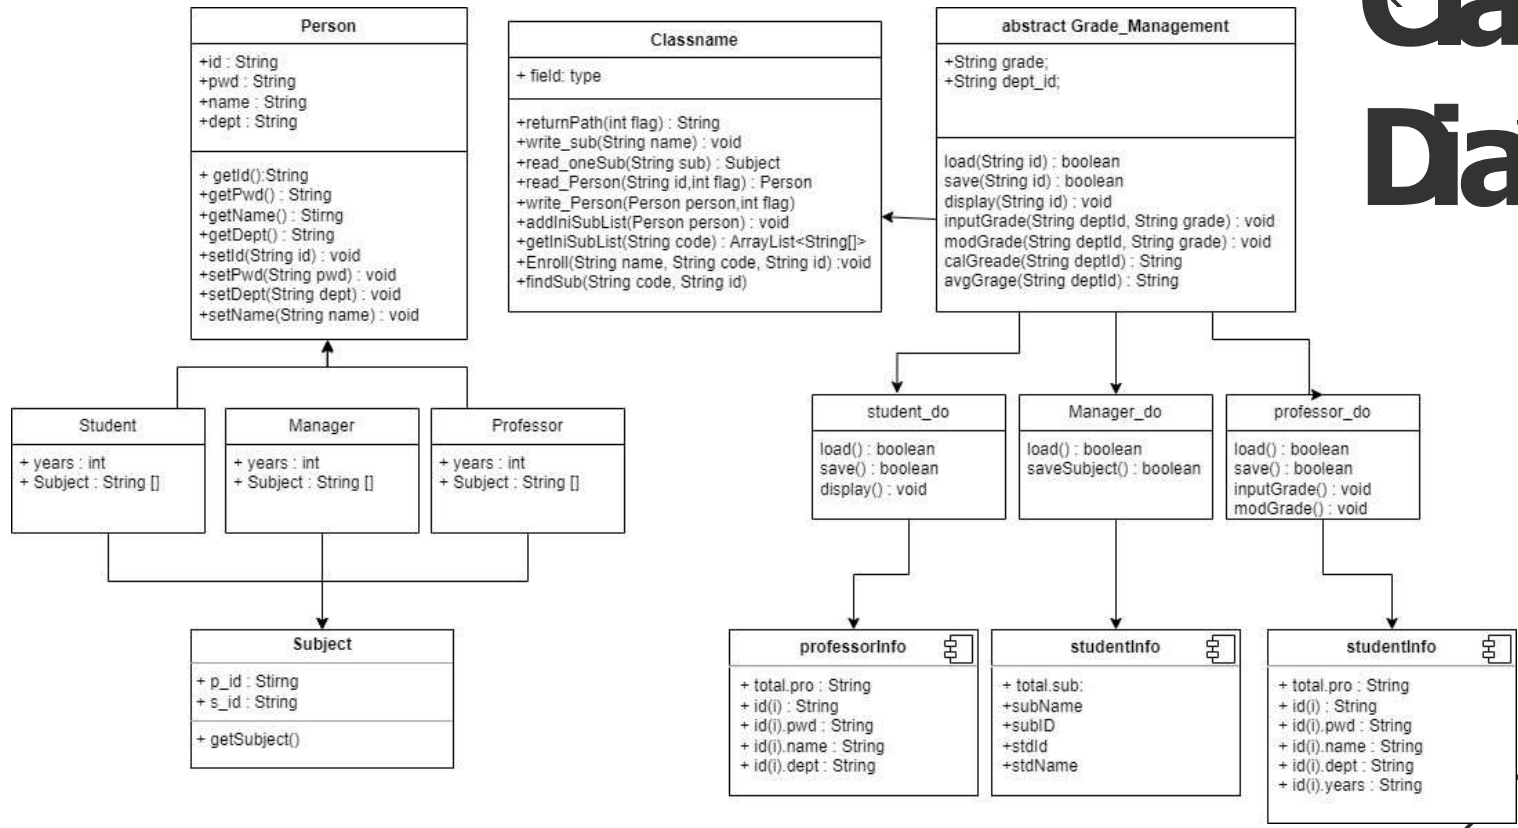 Person
+id : String
+pwd : String
+name : String
+dept : String
+ getId():String
+getPwd() : String
+getName() : Stirng
+getDept() : String
+setId(String id) : void
+setPwd(String pwd) : void
+setDept(String dept) : void
+setName(String name) : void
Classname
+ field: type
+returnPath(int flag) : String
+write_sub(String name) : void
+read_oneSub(String sub) : Subject
+read_Person(String id,int flag) : Person
+write_Person(Person person,int flag)
+addIniSubList(Person person) : void
+getIniSubList(String code) : ArrayList<String[]>
+Enroll(String name, String code, String id) :void
+findSub(String code, String id)
abstract Grade_Management
+String grade;
+String dept_id;
load(String id) : boolean
save(String id) : boolean
display(String id) : void
inputGrade(String deptId, String grade) : void
modGrade(String deptId, String grade) : void
calGreade(String deptId) : String
avgGrage(String deptId) : String
Student
+ years : int
+ Subject : String []
Manager
+ years : int
+ Subject : String []
Professor
+ years : int
+ Subject : String []
student_do
load() : boolean
save() : boolean
display() : void
Manager_do
load() : boolean
saveSubject() : boolean
professor_do
load() : boolean
save() : boolean
inputGrade() : void
modGrade() : void
Subject
+ p_id : Stirng
+ s_id : String
+ getSubject()
professorInfo
+ total.pro : String
+ id(i) : String
+ id(i).pwd : String
+ id(i).name : String
+ id(i).dept : String
studentInfo
+ total.sub:
+subName
+subID
+stdId
+stdName
studentInfo
+ total.pro : String
+ id(i) : String
+ id(i).pwd : String
+ id(i).name : String
+ id(i).dept : String
+ id(i).years : String